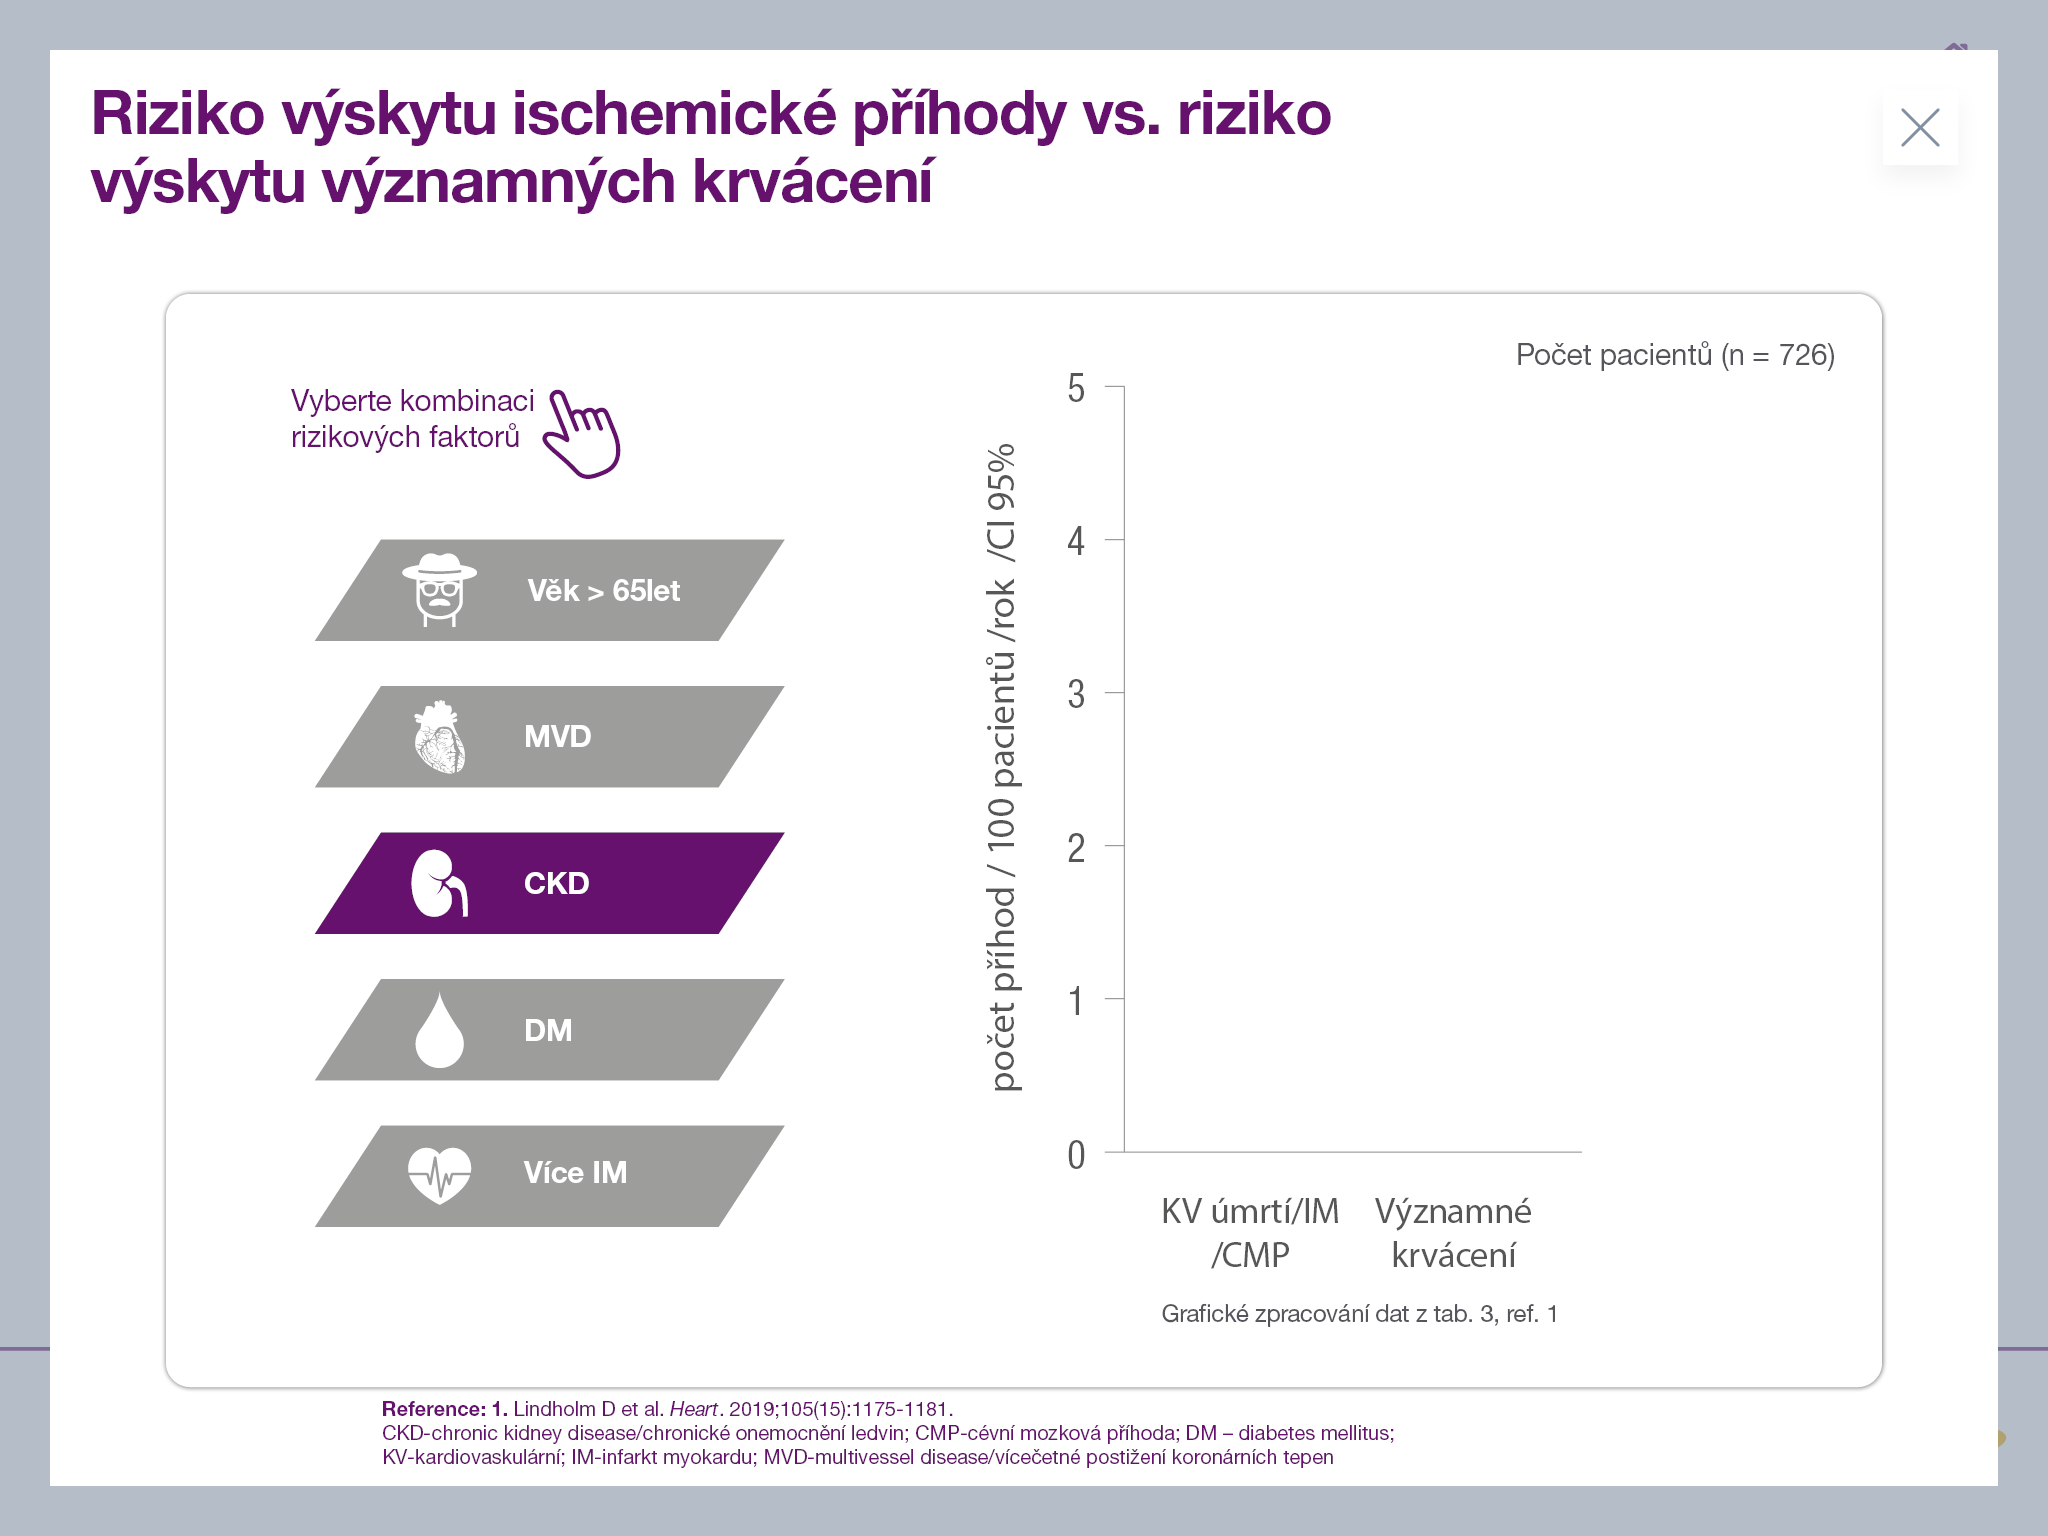 Riziko výskytu ischemické příhody vs. riziko
výskytu významných krvácení
Vyberte kombinaci
rizikových faktorů
Věk > 65let
MVD
CKD
DM
Více IM
Počet pacientů (n = 726)
počet příhod / 100 pacientů /rok /CI 95%
5
4
3
2
1
0
KV úmrtí/IM
/CMP
Významné
krvácení
Grafické zpracování dat z tab. 3, ref. 1
Reference: 1. Lindholm D et al. Heart. 2019;105(15):1175-1181.
CKD-chronic kidney disease/chronické onemocnění ledvin; CMP-cévní mozková příhoda; DM – diabetes mellitus;
KV-kardiovaskulární; IM-infarkt myokardu; MVD-multivessel disease/vícečetné postižení koronárních tepen